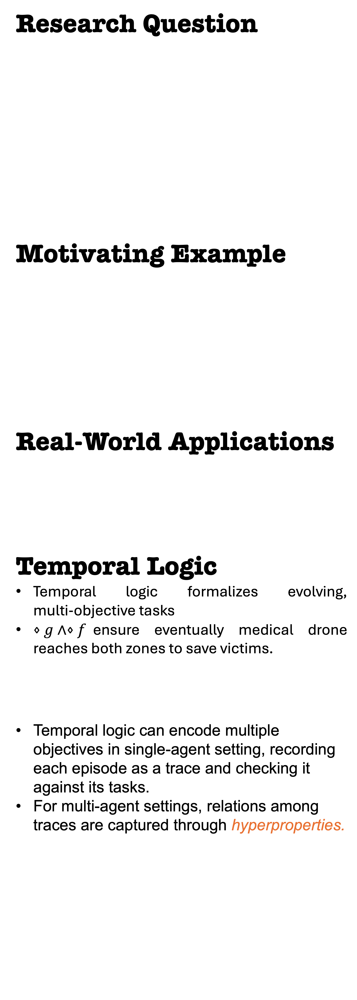 Research Question
Motivating Example
Real-World Applications
Temporal Logic
• Temporal logic formalizes evolving,
multi-objective tasks
• ⋄ g ∧⋄ f ensure eventually medical drone
reaches both zones to save victims.
• Temporal logic can encode multiple
objectives in single-agent setting, recording
each episode as a trace and checking it
against its tasks.
• For multi-agent settings, relations among
traces are captured through hyperproperties.